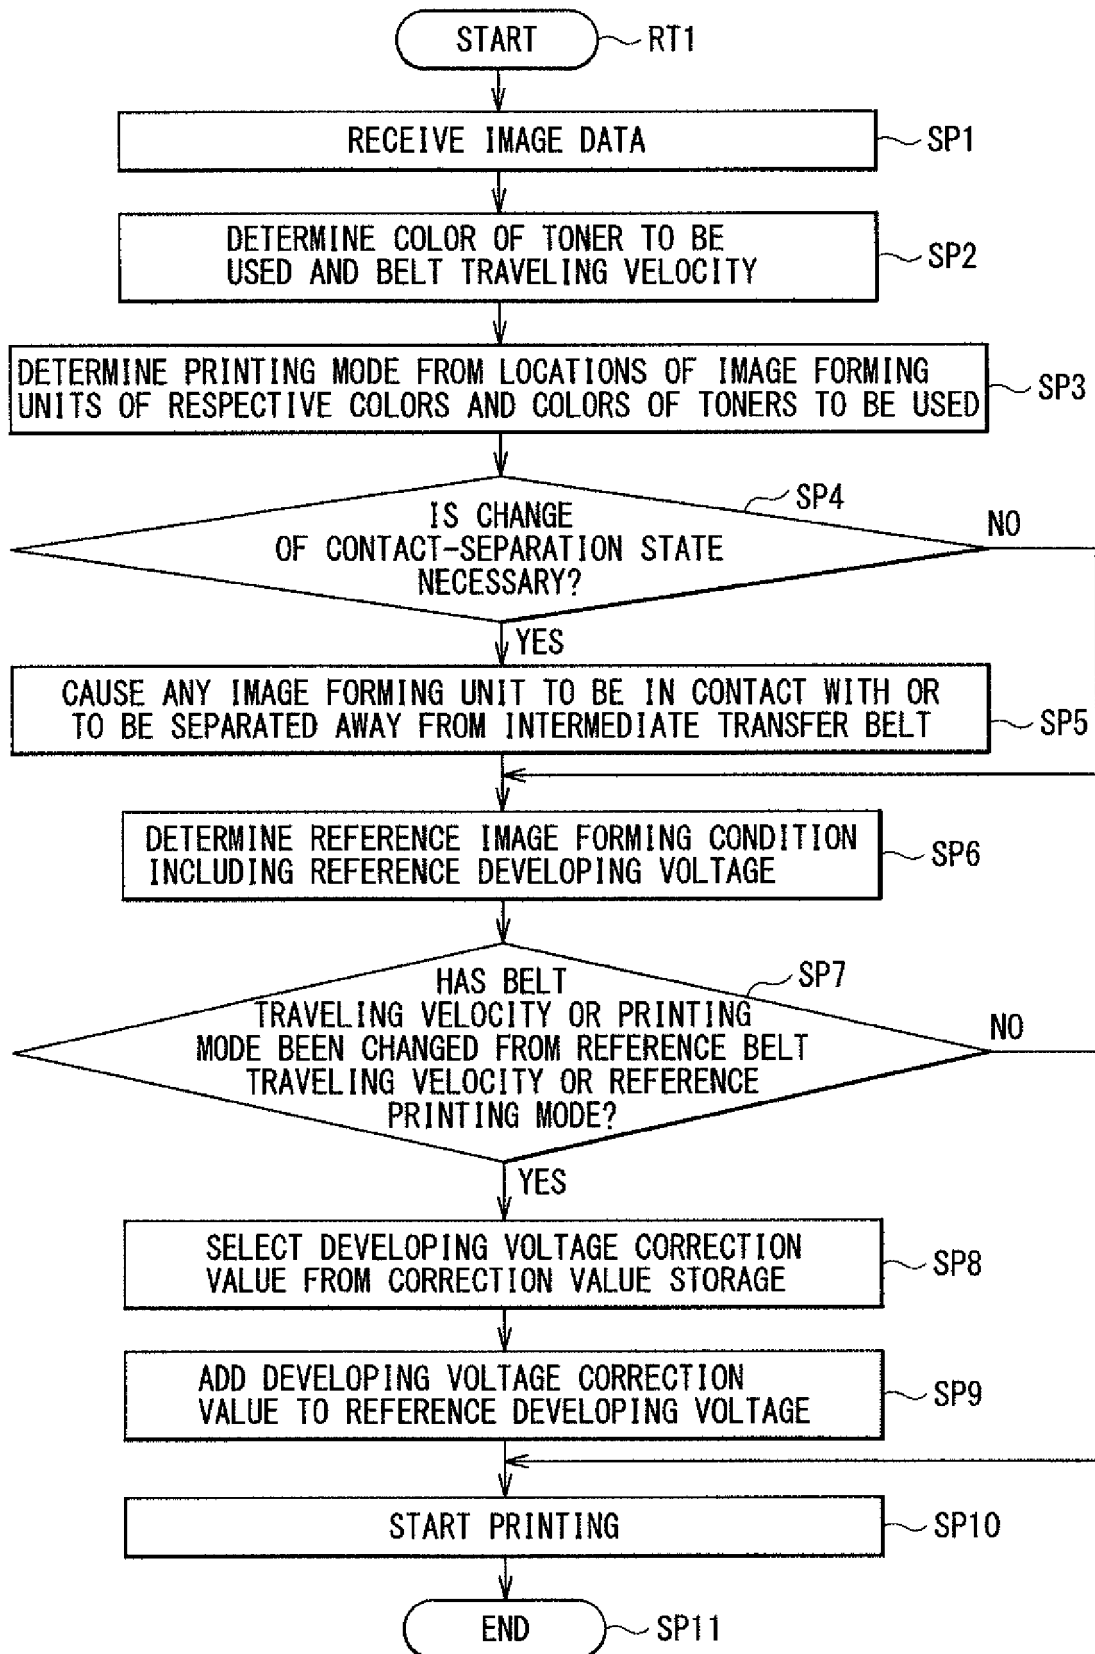 START
RT1
RECEIVE IMAGE DATA
SP1
DETERMINE COLOR OF TONER TO BE
USED AND BELT TRAVELING VELOCITY
SP2
DETERMINE PRINTING MODE FROM LOCATIONS OF IMAGE FORMING
UNITS OF RESPECTIVE COLORS AND COLORS OF TONERS TO BE USED
SP3
SP4
IS CHANGE
OF CONTACT-SEPARATION STATE
NECESSARY?
NO
YES
CAUSE ANY IMAGE FORMING UNIT TO BE IN CONTACT WITH OR
TO BE SEPARATED AWAY FROM INTERMEDIATE TRANSFER BELT
SP5
DETERMINE REFERENCE IMAGE FORMING CONDITION
INCLUDING REFERENCE DEVELOPING VOLTAGE
SP6
SP7
HAS BELT
TRAVELING VELOCITY OR PRINTING
MODE BEEN CHANGED FROM REFERENCE BELT
TRAVELING VELOCITY OR REFERENCE
PRINTING MODE?
NO
YES
SELECT DEVELOPING VOLTAGE CORRECTION
VALUE FROM CORRECTION VALUE STORAGE
SP8
ADD DEVELOPING VOLTAGE CORRECTION
VALUE TO REFERENCE DEVELOPING VOLTAGE
SP9
START PRINTING
SP10
END
SP11